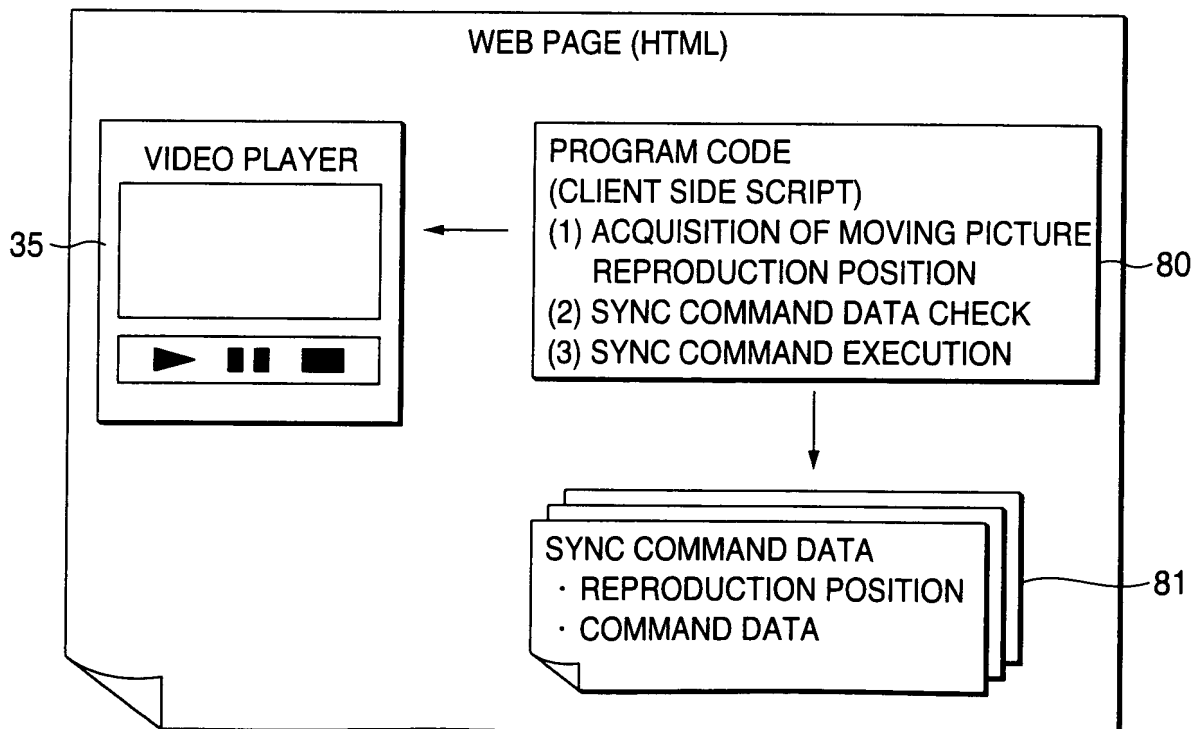 WEB PAGE (HTML)
VIDEO PLAYER
35
PROGRAM CODE
(CLIENT SIDE SCRIPT)
(1) ACQUISITION OF MOVING PICTURE
REPRODUCTION POSITION
(2) SYNC COMMAND DATA CHECK
(3) SYNC COMMAND EXECUTION
80
SYNC COMMAND DATA
· REPRODUCTION POSITION
· COMMAND DATA
81